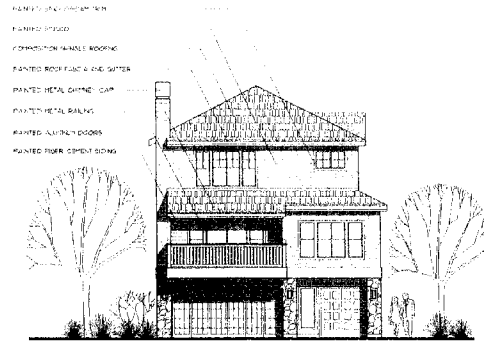 PAINTED STUCCO
COMPOSITION SHINGLE ROOFING
PAINTED ROOF FASCIA AND GUTTER
PAINTED METAL CHIMNEY CAP
PAINTED METAL RAILING
PAINTED DOORS
PAINTED FIBER CEMENT SIDING